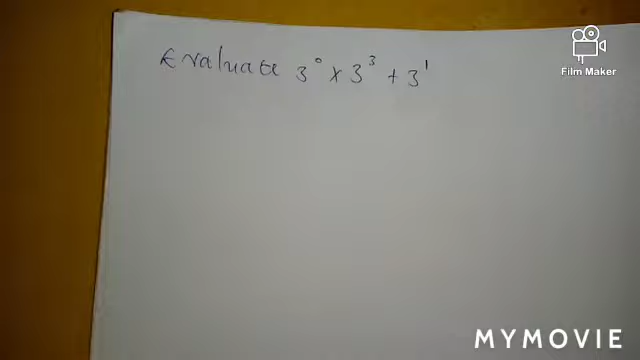 Evaluate 3⁰ × 3³ + 3¹
Film Maker
MYMOVIE